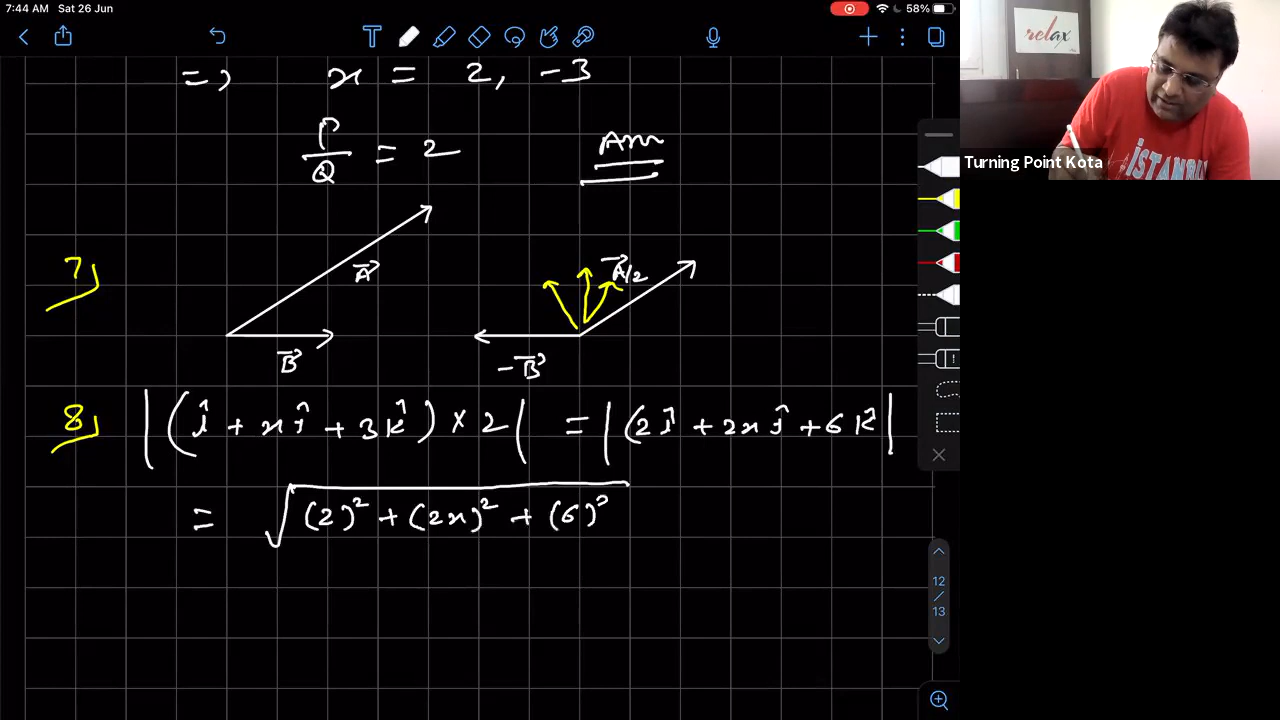 7:44 AM Sat 26 Jun
58%
relax
İSTANBUL
Turning Point Kota
=> x = 2, -3
P/Q = 2 Ans
7) A⃗ B⃗ A⃗/2 -B⃗
8) |(î + xĵ + 3k̂) × 2| = |(2î + 2xĵ + 6k̂|
= √(2)² + (2x)² + (6)²
12
/
13